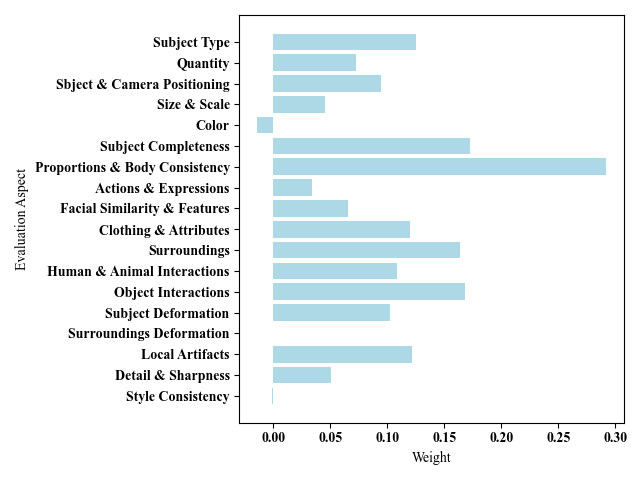 Subject Type
Quantity
Sbject & Camera Positioning
Size & Scale
Color
Subject Completeness
Proportions & Body Consistency
Actions & Expressions
Facial Similarity & Features
Clothing & Attributes
Surroundings
Human & Animal Interactions
Object Interactions
Subject Deformation
Surroundings Deformation
Local Artifacts
Detail & Sharpness
Style Consistency
Evaluation Aspect
0.00 0.05 0.10 0.15 0.20 0.25 0.30
Weight